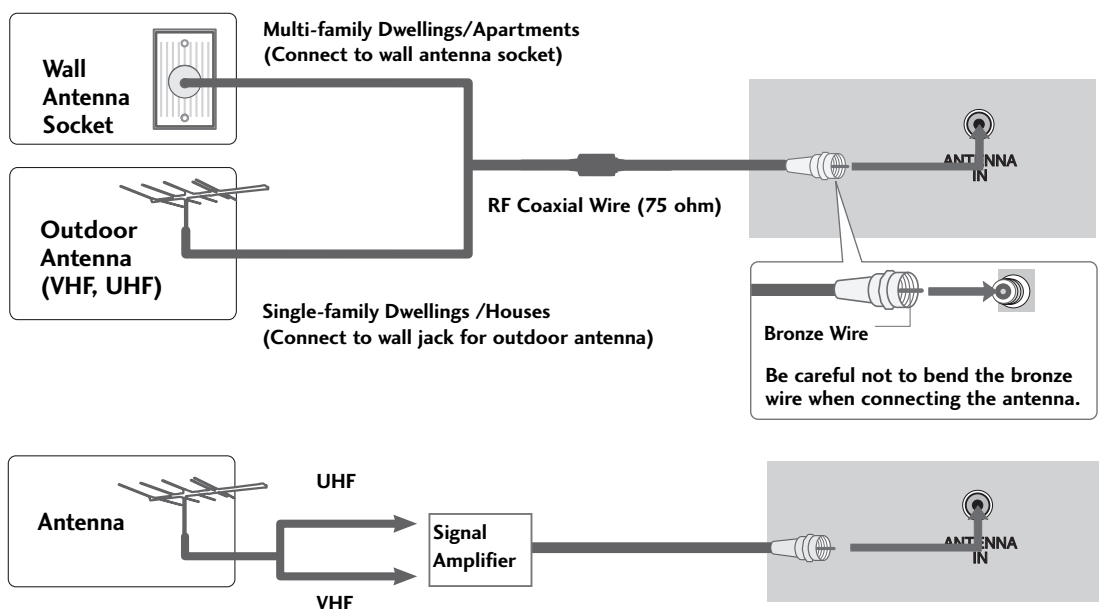 Multi-family Dwellings/Apartments
(Connect to wall antenna socket)
Wall
Antenna
Socket
ANTENNA
IN
RF Coaxial Wire (75 ohm)
Outdoor
Antenna
(VHF, UHF)
Single-family Dwellings /Houses
(Connect to wall jack for outdoor antenna)
Bronze Wire
Be careful not to bend the bronze
wire when connecting the antenna.
Antenna
UHF
Signal
Amplifier
VHF
ANTENNA
IN